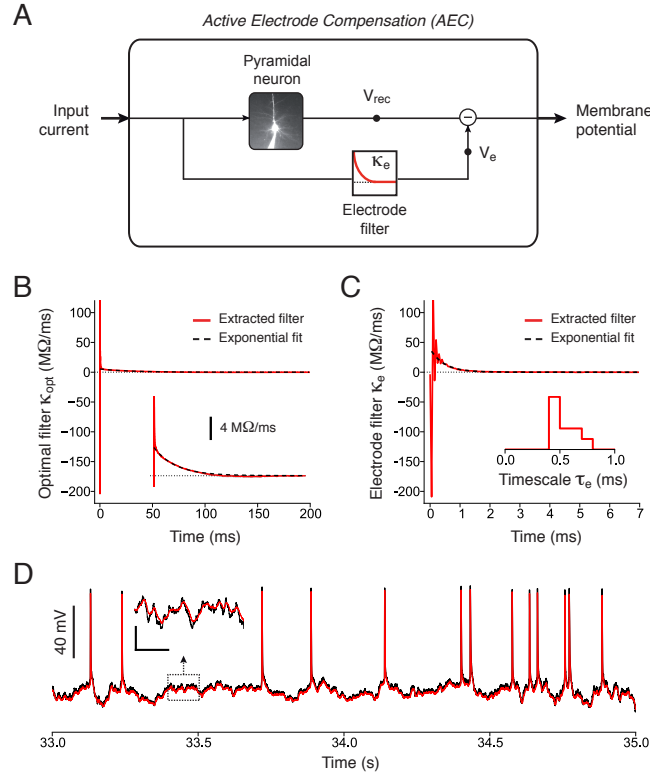 A
Active Electrode Compensation (AEC)
Pyramidal
neuron
Input
current
V_rec
−
Membrane
potential
κ_e
V_e
Electrode
filter
B
Optimal filter κ_opt (MΩ/ms)
100
50
0
-50
-100
-150
-200
Extracted filter
Exponential fit
4 MΩ/ms
0 50 100 150 200
Time (ms)
C
Electrode filter κ_e (MΩ/ms)
100
50
0
-50
-100
-150
-200
Extracted filter
Exponential fit
0.0 0.5 1.0
Timescale τ_e (ms)
0 1 2 3 4 5 6 7
Time (ms)
D
40 mV
33.0 33.5 34.0 34.5 35.0
Time (s)